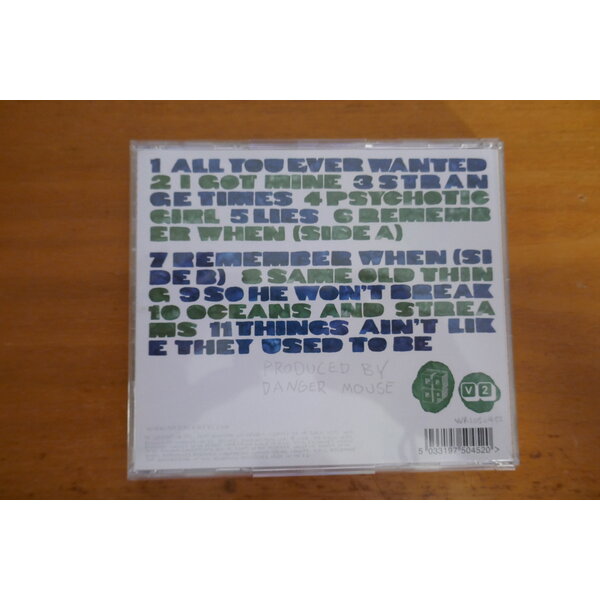 1 ALL YOU EVER WANTED
2 I GOT MINE 3 STRAN
GE TIMES 4 PSYCHOTIC
GIRL 5 LIES 6 REMEMB
ER WHEN (SIDE A)
7 REMEMBER WHEN (SI
DE B) 8 SAME OLD THIN
G 9 SO HE WON'T BREAK
10 OCEANS AND STREA
MS 11 THINGS AIN'T LIK
E THEY USED TO BE
PRODUCED BY
DANGER MOUSE
V2
5 033197 504520 >